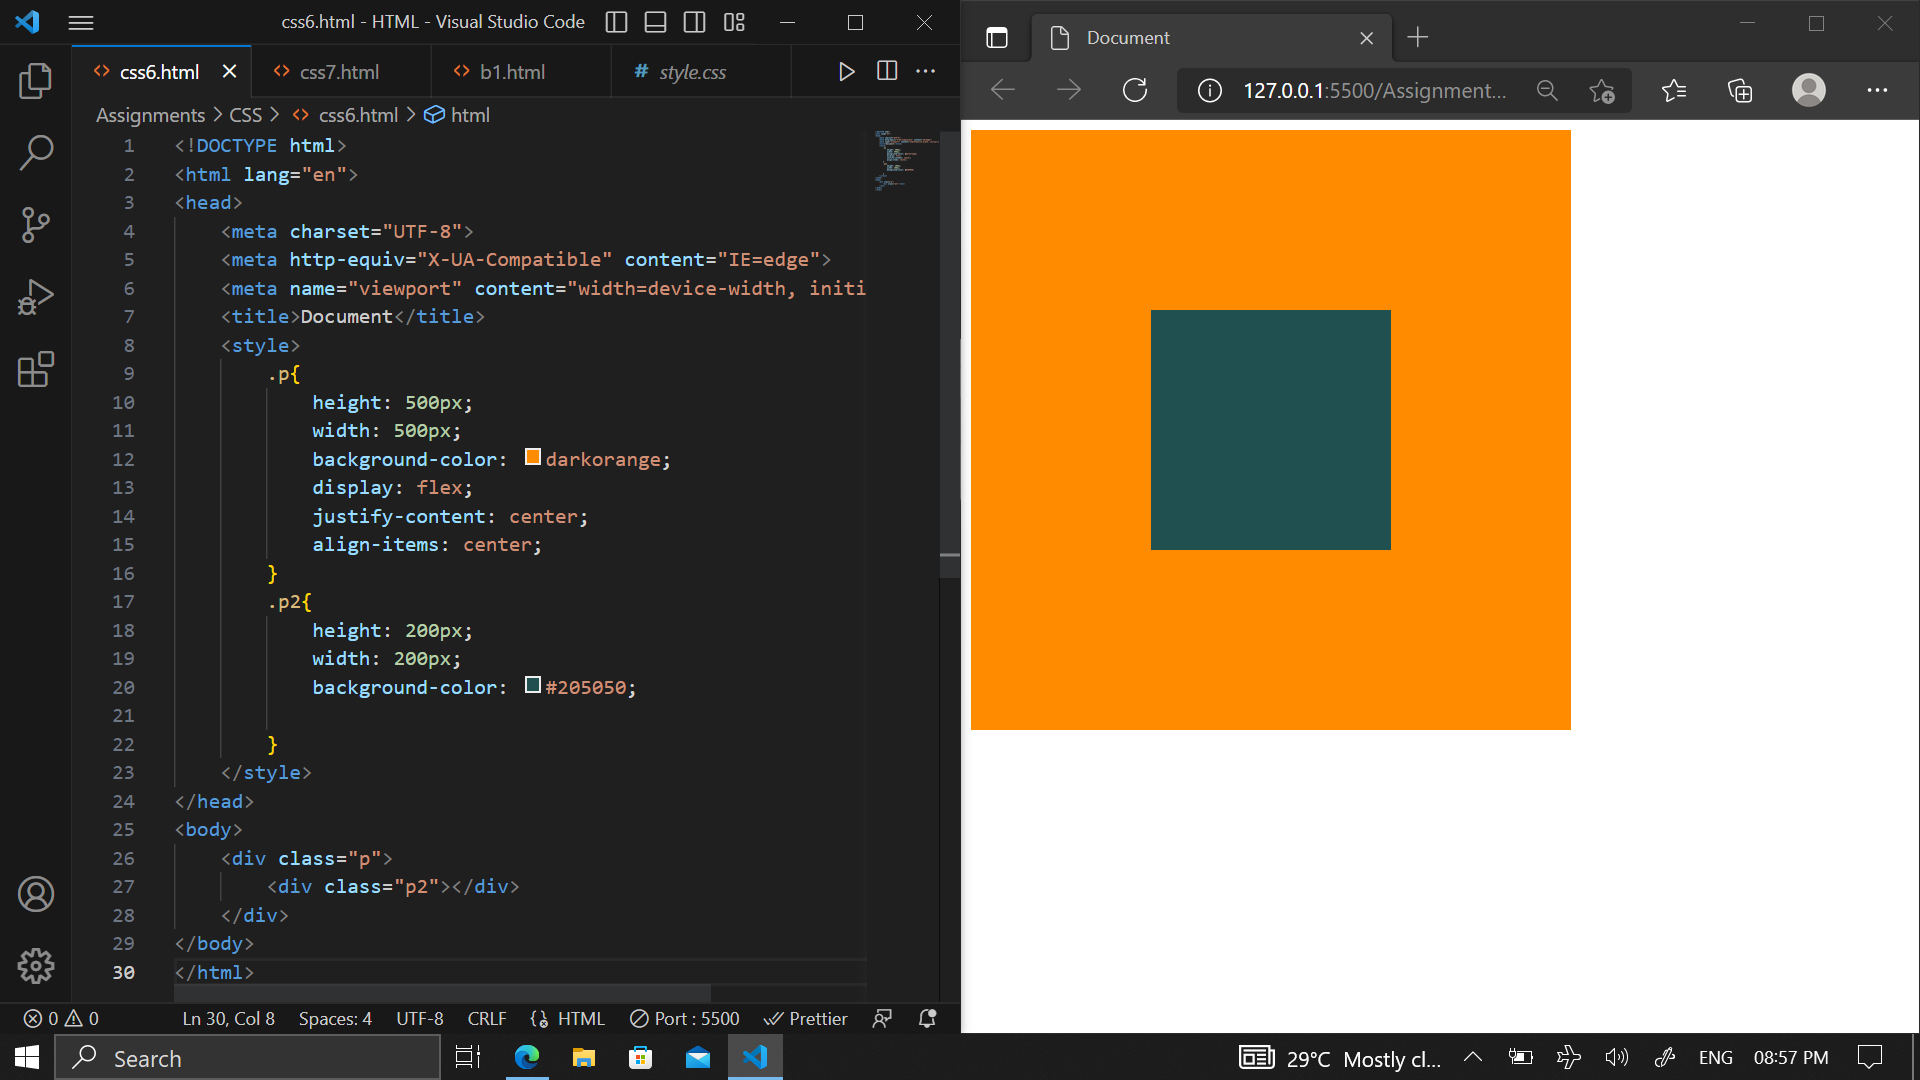 css6.html - HTML - Visual Studio Code
css6.html
css7.html
b1.html
# style.css
Assignments > CSS > css6.html > html
1 <!DOCTYPE html>
2 <html lang="en">
3 <head>
4 <meta charset="UTF-8">
5 <meta http-equiv="X-UA-Compatible" content="IE=edge">
6 <meta name="viewport" content="width=device-width, initi
7 <title>Document</title>
8 <style>
9 .p{
10 height: 500px;
11 width: 500px;
12 background-color: darkorange;
13 display: flex;
14 justify-content: center;
15 align-items: center;
16 }
17 .p2{
18 height: 200px;
19 width: 200px;
20 background-color: #205050;
21
22 }
23 </style>
24 </head>
25 <body>
26 <div class="p">
27 <div class="p2"></div>
28 </div>
29 </body>
30 </html>
0 0 Ln 30, Col 8 Spaces: 4 UTF-8 CRLF HTML Port : 5500 Prettier
Document
127.0.0.1:5500/Assignment...
Search
29°C Mostly cl...
ENG
08:57 PM